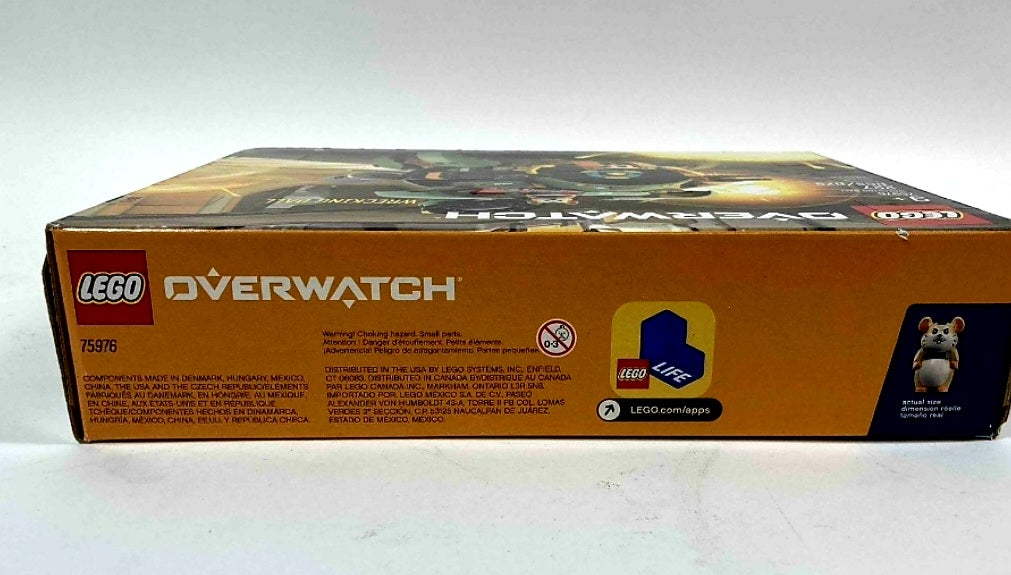 WRECKING BALL
OVERWATCH
LEGO
LEGO
OVERWATCH
75976
Warning! Choking hazard. Small parts.
Attention ! Danger d'étouffement. Petits éléments.
¡Advertencia! Peligro de atragantamiento. Partes pequeñas.
0-3
COMPONENTS MADE IN DENMARK, HUNGARY, MEXICO,
CHINA, THE USA AND THE CZECH REPUBLIC/ÉLÉMENTS
FABRIQUÉS AU DANEMARK, EN HONGRIE, AU MEXIQUE,
EN CHINE, AUX ÉTATS-UNIS ET EN RÉPUBLIQUE
TCHÈQUE/COMPONENTES HECHOS EN DINAMARCA,
HUNGRÍA, MÉXICO, CHINA, EE.UU. Y REPÚBLICA CHECA.
DISTRIBUTED IN THE USA BY LEGO SYSTEMS, INC., ENFIELD,
CT 06083. DISTRIBUTED IN CANADA BY/DISTRIBUÉ AU CANADA
PAR LEGO CANADA INC., MARKHAM, ONTARIO L3R 5N8.
IMPORTADO POR: LEGO MÉXICO S.A. DE C.V., PASEO
ALEXANDER VON HUMBOLDT 43-A, TORRE II PB COL. LOMAS
VERDES 3ª SECCIÓN, C.P. 53125 NAUCALPAN DE JUÁREZ,
ESTADO DE MÉXICO, MÉXICO.
LEGO
LIFE
LEGO.com/apps
actual size
dimension réelle
tamaño real